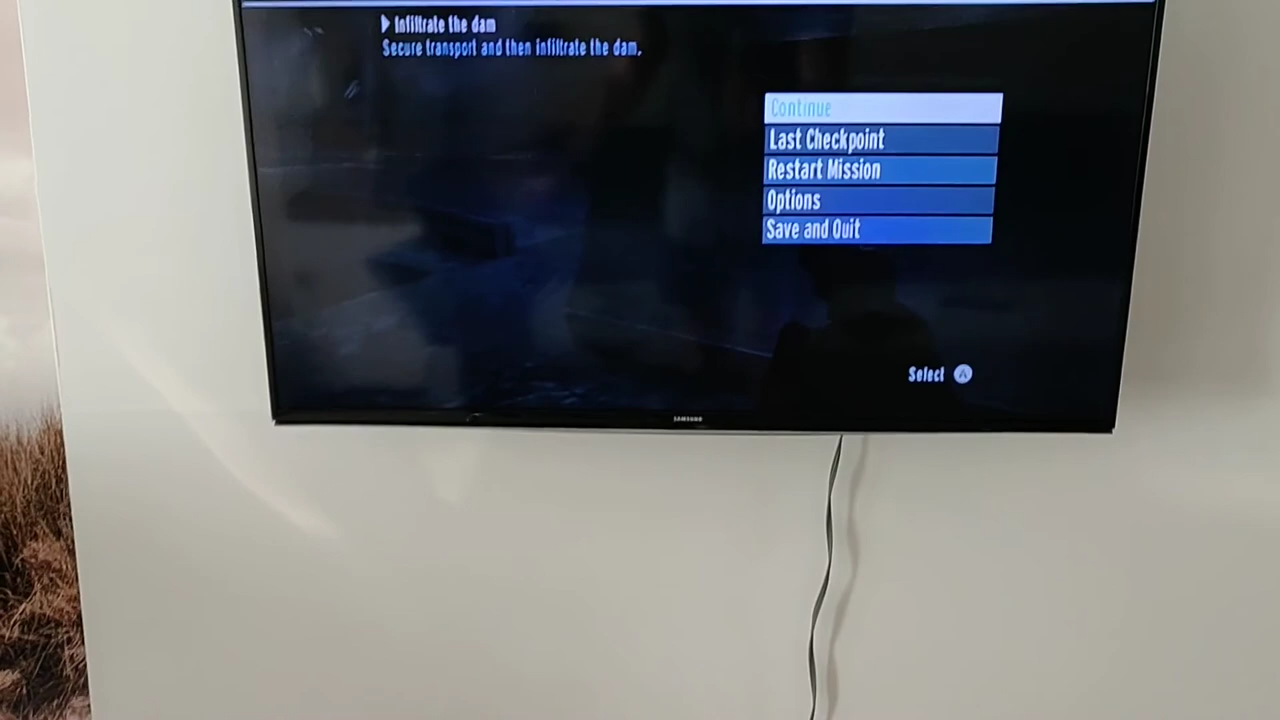 Infiltrate the dam
Secure transport and then infiltrate the dam.
Continue
Last Checkpoint
Restart Mission
Options
Save and Quit
Select A
SAMSUNG